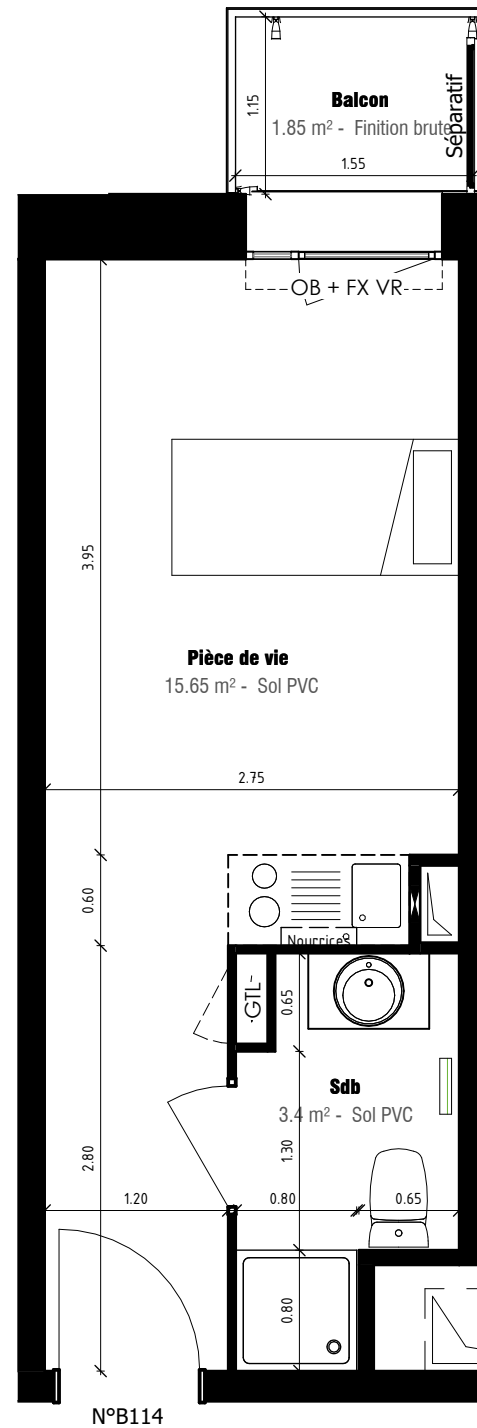 1.15
Balcon
1.85 m² - Finition brute
Séparatif
1.55
OB + FX VR
3.95
Pièce de vie
15.65 m² - Sol PVC
2.75
0.60
Nourrices
GTL
0.65
Sdb
3.4 m² - Sol PVC
2.80
1.30
1.20
0.80
0.65
0.80
N°B114